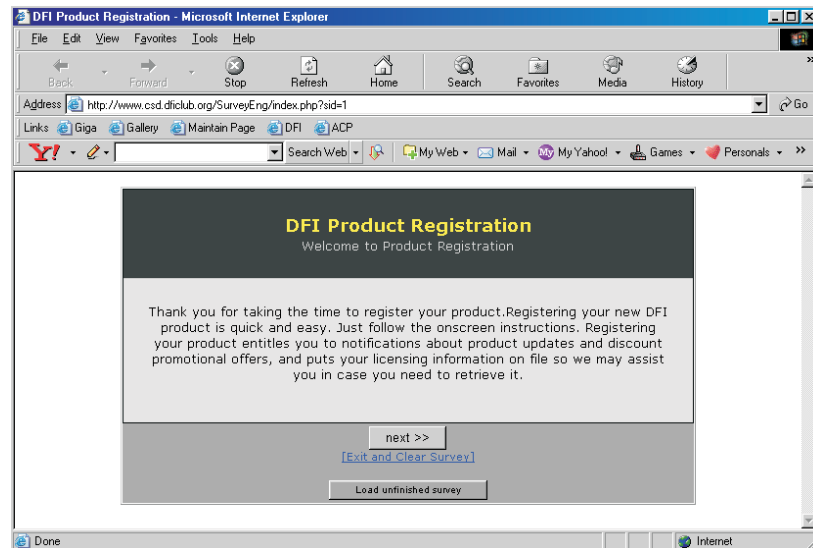 DFI Product Registration - Microsoft Internet Explorer
File Edit View Favorites Tools Help
Back Forward Stop Refresh Home Search Favorites Media History »
Address http://www.csd.dficlub.org/SurveyEng/index.php?sid=1 Go
Links Giga Gallery Maintain Page DFI ACP
Y! Search Web My Web Mail My My Yahoo! Games Personals »
DFI Product Registration
Welcome to Product Registration
Thank you for taking the time to register your product.Registering your new DFI
product is quick and easy. Just follow the onscreen instructions. Registering
your product entitles you to notifications about product updates and discount
promotional offers, and puts your licensing information on file so we may assist
you in case you need to retrieve it.
next >>
[Exit and Clear Survey]
Load unfinished survey
Done Internet